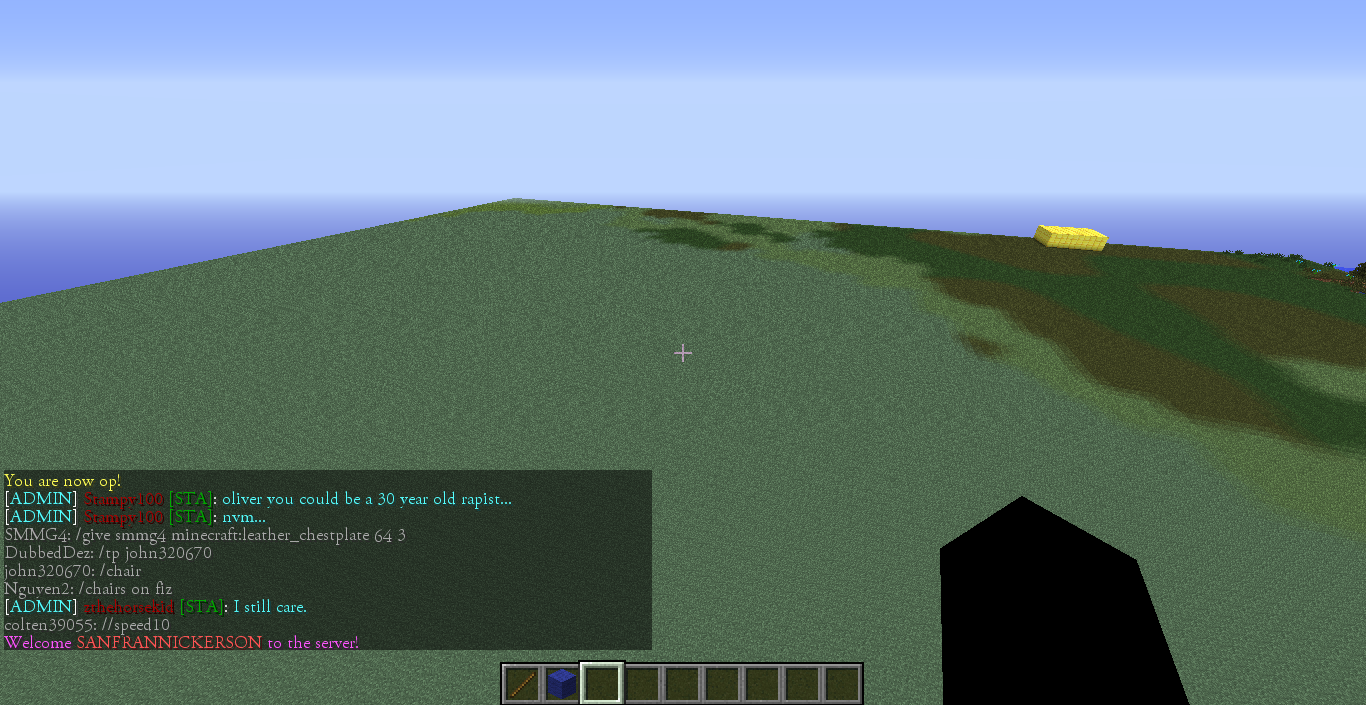 You are now op!
[ADMIN] Stampy100 [STA]: oliver you could be a 30 year old rapist...
[ADMIN] Stampy100 [STA]: nvm...
SMMG4: /give smmg4 minecraft:leather_chestplate 64 3
DubbedDez: /tp john320670
john320670: /chair
Nguyen2: /chairs on fiz
[ADMIN] [STA]: I still care.
colten39055: //speed10
Welcome SANFRANNICKERSON to the server!